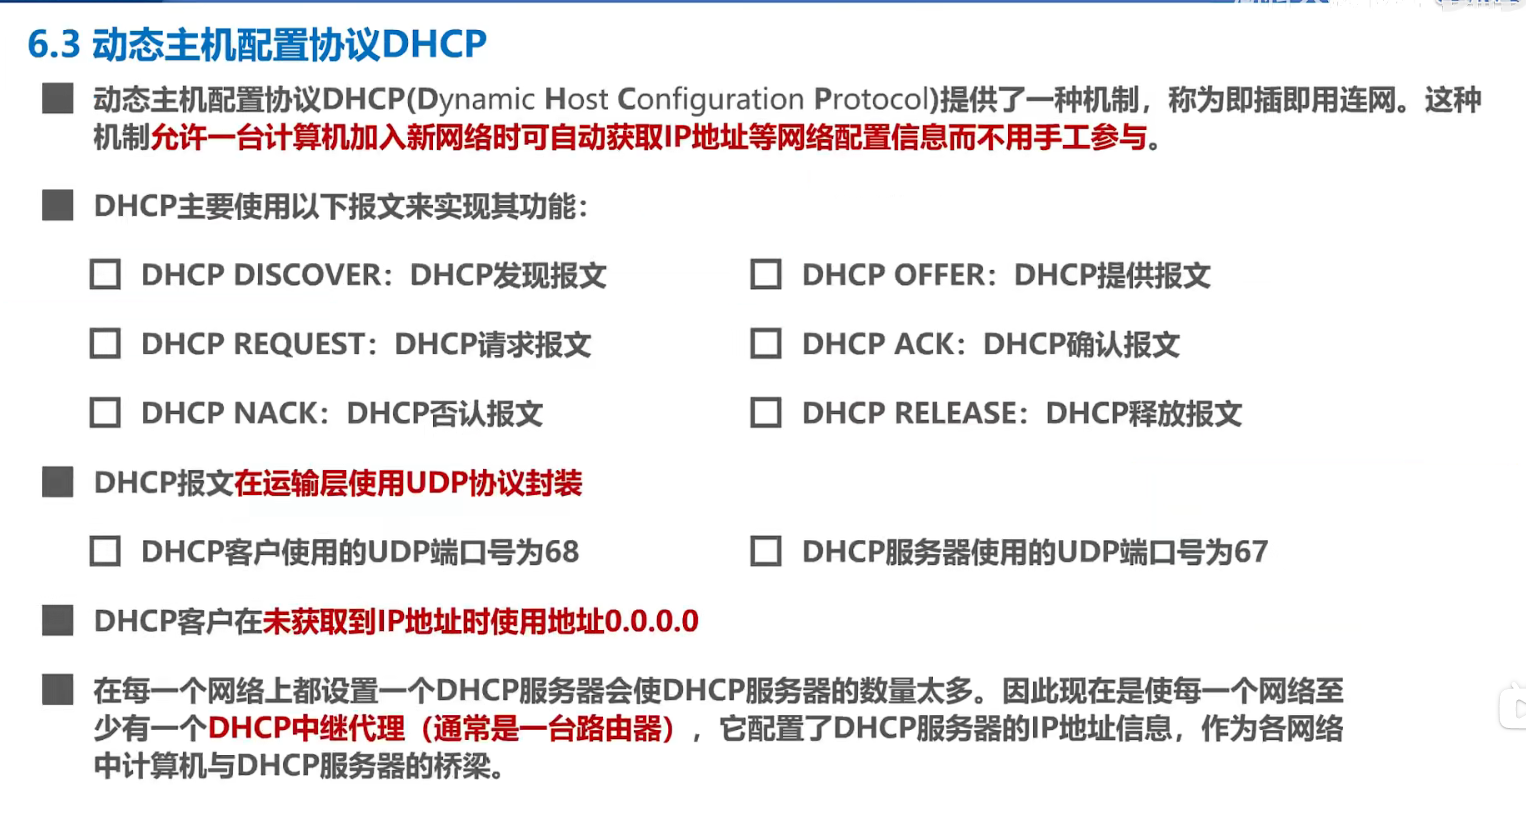 6.3 动态主机配置协议DHCP
动态主机配置协议DHCP(Dynamic Host Configuration Protocol)提供了一种机制，称为即插即用连网。这种
机制允许一台计算机加入新网络时可自动获取IP地址等网络配置信息而不用手工参与。
DHCP主要使用以下报文来实现其功能：
DHCP DISCOVER：DHCP发现报文
DHCP OFFER：DHCP提供报文
DHCP REQUEST：DHCP请求报文
DHCP ACK：DHCP确认报文
DHCP NACK：DHCP否认报文
DHCP RELEASE：DHCP释放报文
DHCP报文在运输层使用UDP协议封装
DHCP客户使用的UDP端口号为68
DHCP服务器使用的UDP端口号为67
DHCP客户在未获取到IP地址时使用地址0.0.0.0
在每一个网络上都设置一个DHCP服务器会使DHCP服务器的数量太多。因此现在是使每一个网络至
少有一个DHCP中继代理（通常是一台路由器），它配置了DHCP服务器的IP地址信息，作为各网络
中计算机与DHCP服务器的桥梁。